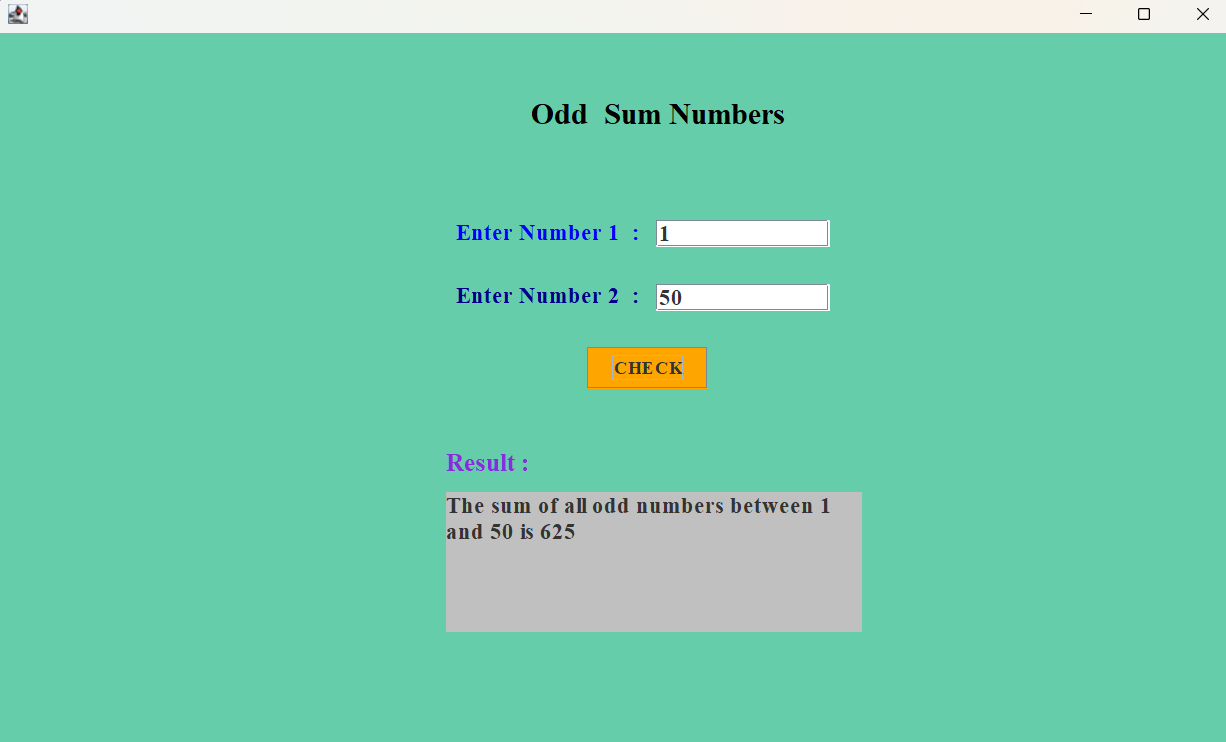 Odd  Sum Numbers
Enter Number 1  :
1
Enter Number 2  :
50
CHECK
Result :
The sum of all odd numbers between 1
and 50 is 625